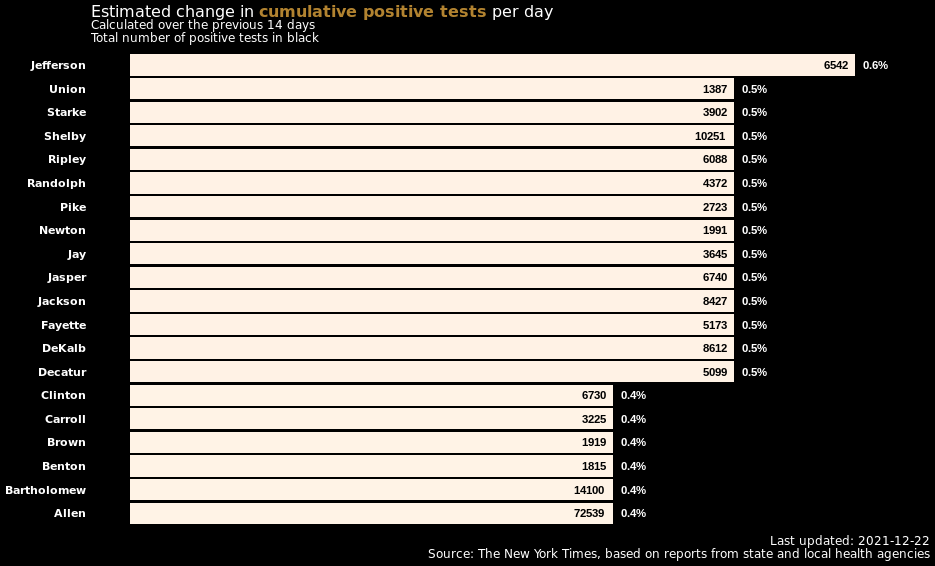 Estimated change in cumulative positive tests per day
Calculated over the previous 14 days
Total number of positive tests in black
Jefferson 6542 0.6%
Union 1387 0.5%
Starke 3902 0.5%
Shelby 10251 0.5%
Ripley 6088 0.5%
Randolph 4372 0.5%
Pike 2723 0.5%
Newton 1991 0.5%
Jay 3645 0.5%
Jasper 6740 0.5%
Jackson 8427 0.5%
Fayette 5173 0.5%
DeKalb 8612 0.5%
Decatur 5099 0.5%
Clinton 6730 0.4%
Carroll 3225 0.4%
Brown 1919 0.4%
Benton 1815 0.4%
Bartholomew 14100 0.4%
Allen 72539 0.4%
Last updated: 2021-12-22
Source: The New York Times, based on reports from state and local health agencies